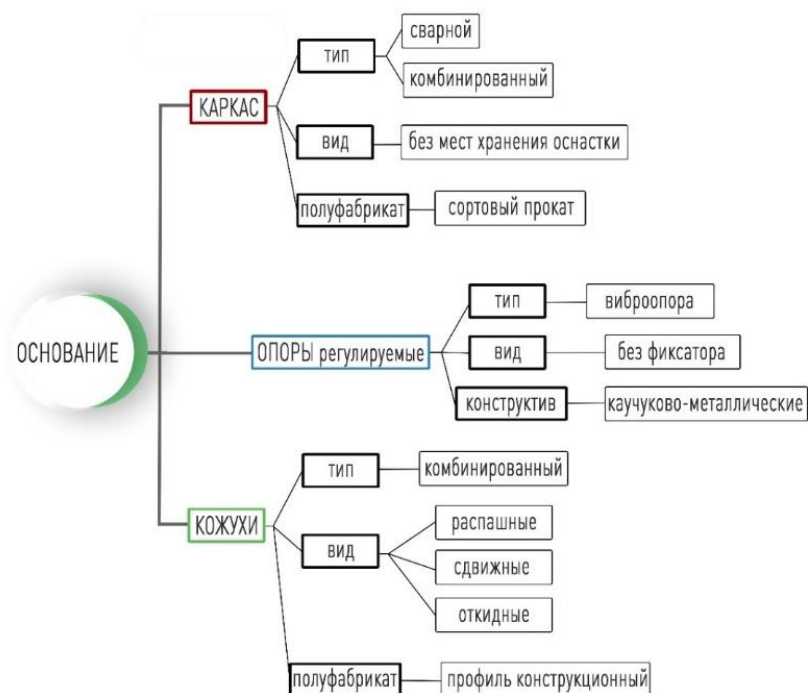 сварной
тип
комбинированный
КАРКАС
вид
без мест хранения оснастки
полуфабрикат
сортовый прокат
ОСНОВАНИЕ
ОПОРЫ регулируемые
тип
виброопора
вид
без фиксатора
конструктив
каучуково-металлические
КОЖУХИ
тип
комбинированный
вид
распашные
сдвижные
откидные
полуфабрикат
профиль конструкционный